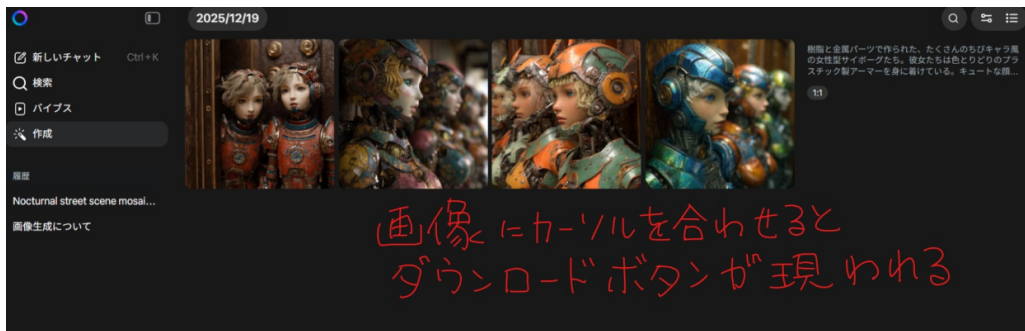 2025/12/19
新しいチャット Ctrl+K
検索
バイブス
作成
履歴
Nocturnal street scene mosai...
画像生成について
樹脂と金属パーツで作られた、たくさんのちびキャラ風
の女性型サイボーグたち。彼女たちは色とりどりのプラ
スチック製アーマーを身に着けている。キュートな顔...
1:1
画像にカーソルを合わせると
ダウンロードボタンが現われる